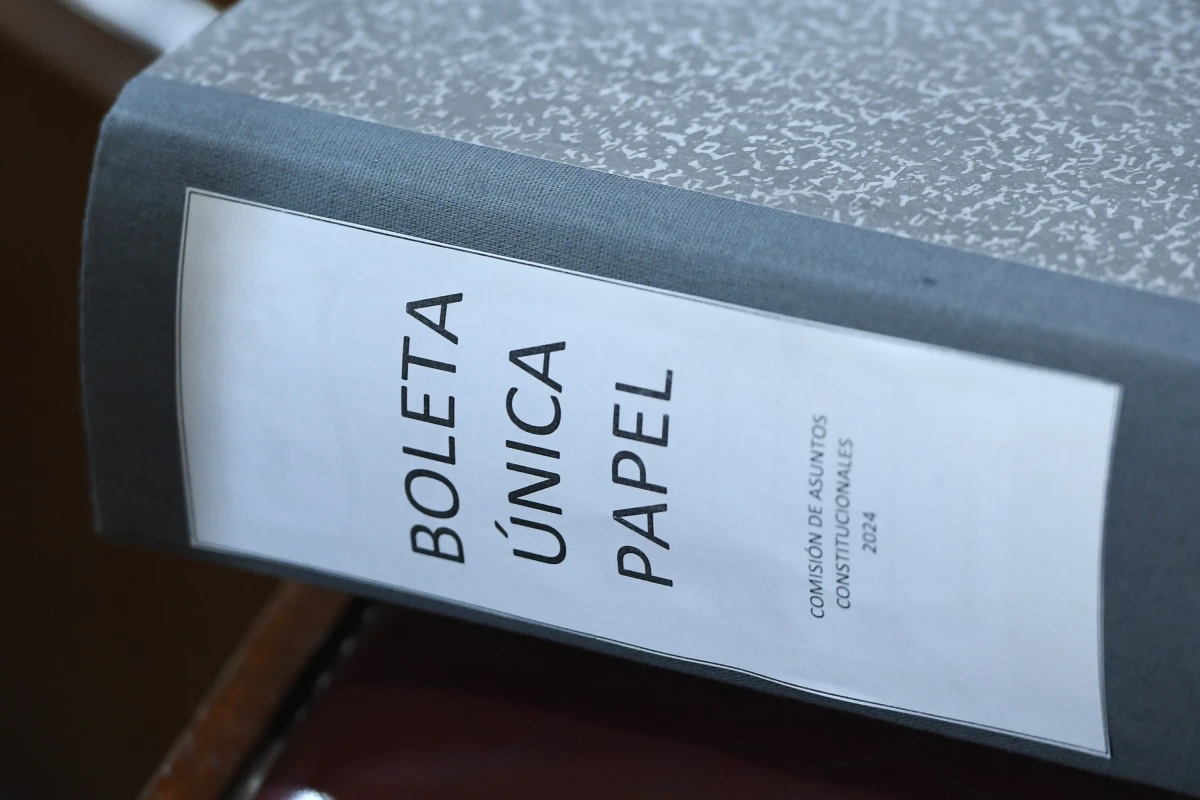 BOLETA
ÚNICA
PAPEL
COMISIÓN DE ASUNTOS
CONSTITUCIONALES
2024